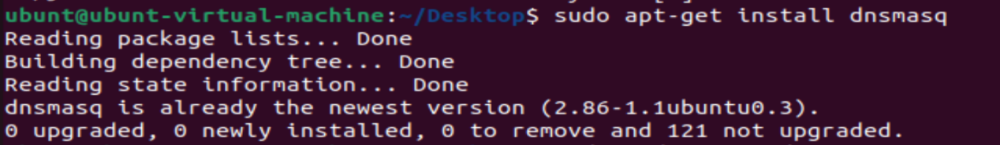 ubunt@ubunt-virtual-machine:~/Desktop$ sudo apt-get install dnsmasq
Reading package lists... Done
Building dependency tree... Done
Reading state information... Done
dnsmasq is already the newest version (2.86-1.1ubuntu0.3).
0 upgraded, 0 newly installed, 0 to remove and 121 not upgraded.